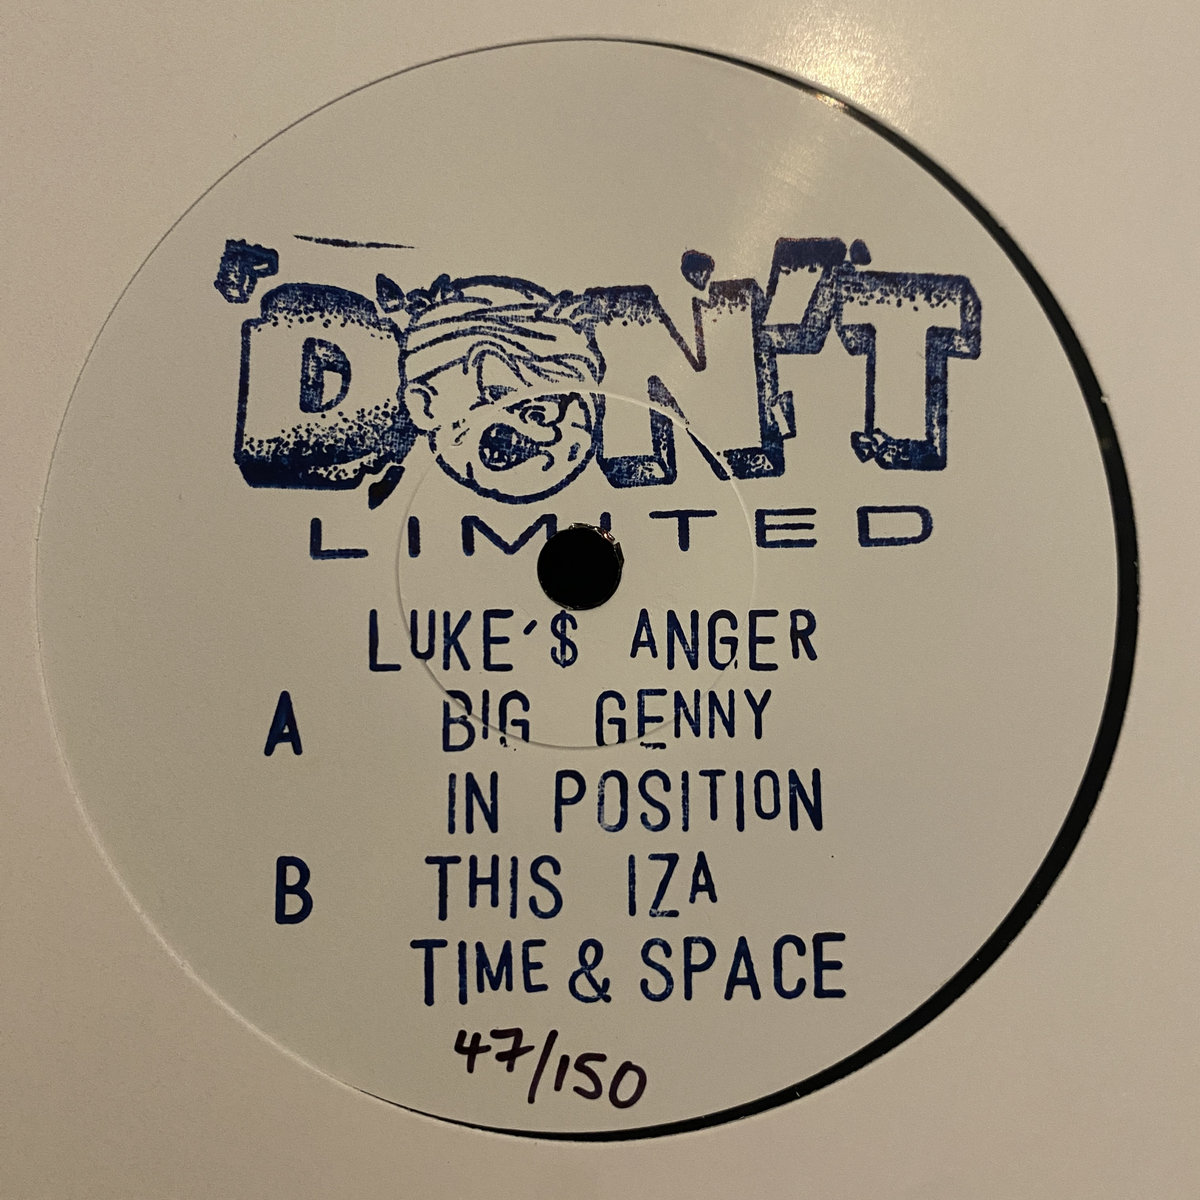 DON'T
LIMITED
LUKE'$ ANGER
A BIG GENNY
IN POSITION
B THIS IZA
TIME & SPACE
47/150